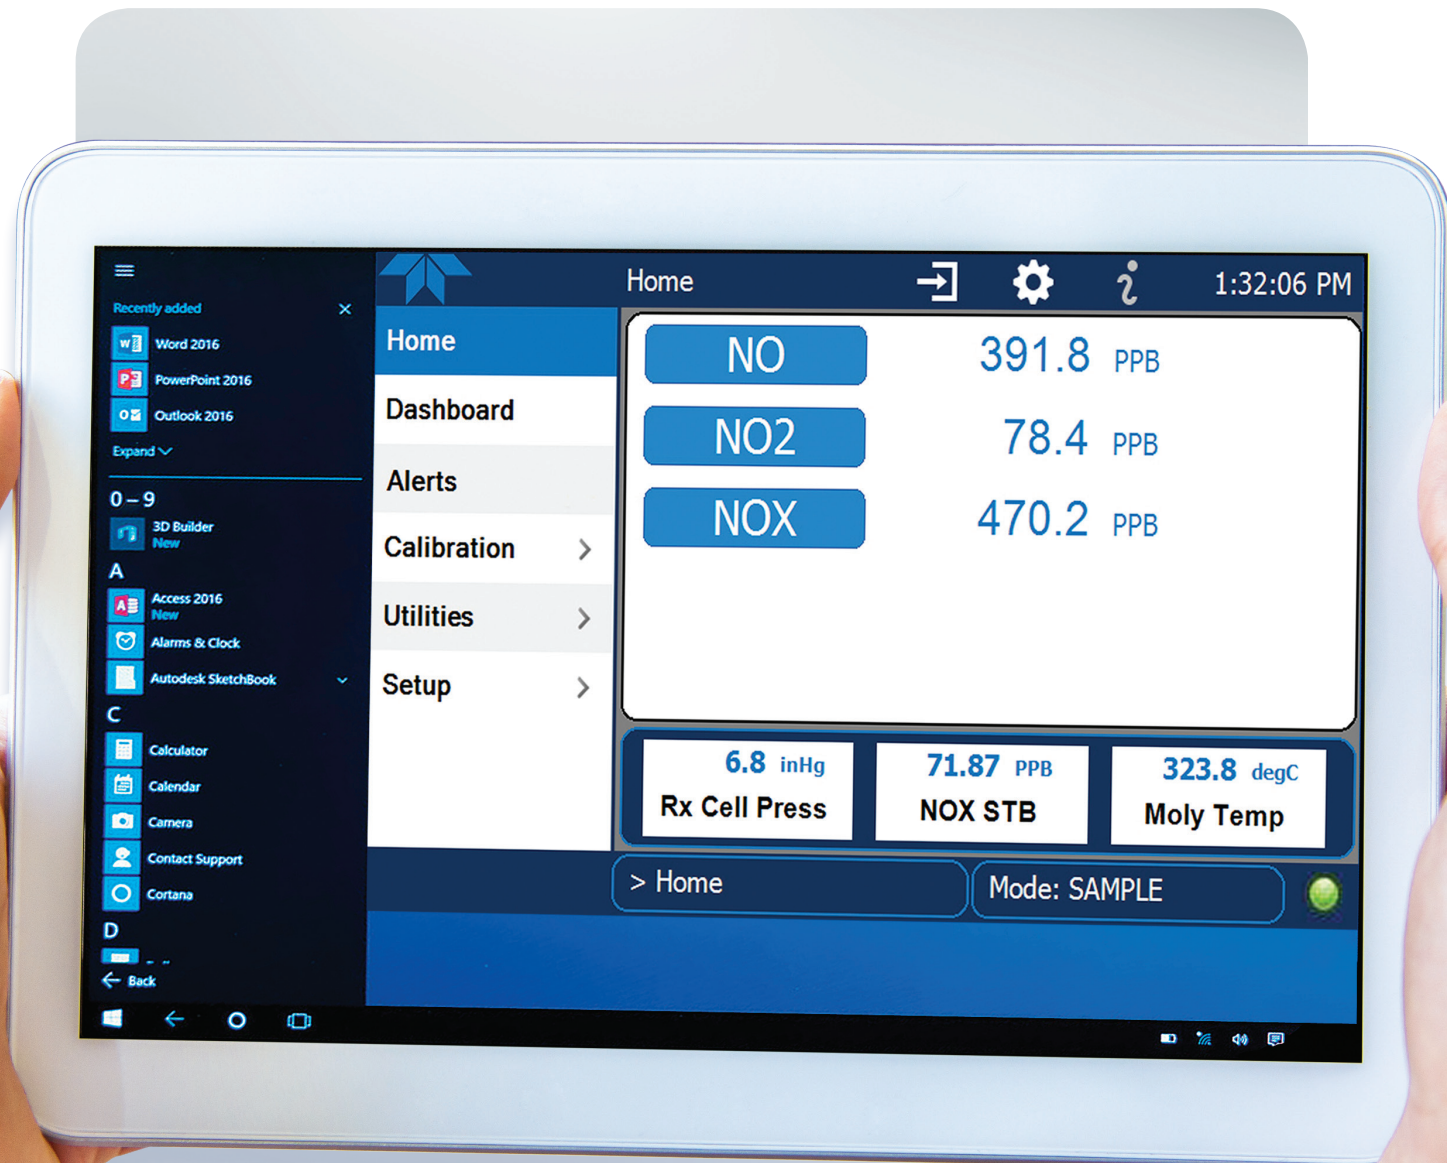 Recently added
Word 2016
PowerPoint 2016
Outlook 2016
Expand
0 – 9
3D Builder
New
A
Access 2016
New
Alarms & Clock
Autodesk SketchBook
C
Calculator
Calendar
Camera
Contact Support
Cortana
D
Back
Home
Dashboard
Alerts
Calibration
Utilities
Setup
Home
1:32:06 PM
NO 391.8 PPB
NO2 78.4 PPB
NOX 470.2 PPB
6.8 inHg
Rx Cell Press
71.87 PPB
NOX STB
323.8 degC
Moly Temp
> Home
Mode: SAMPLE